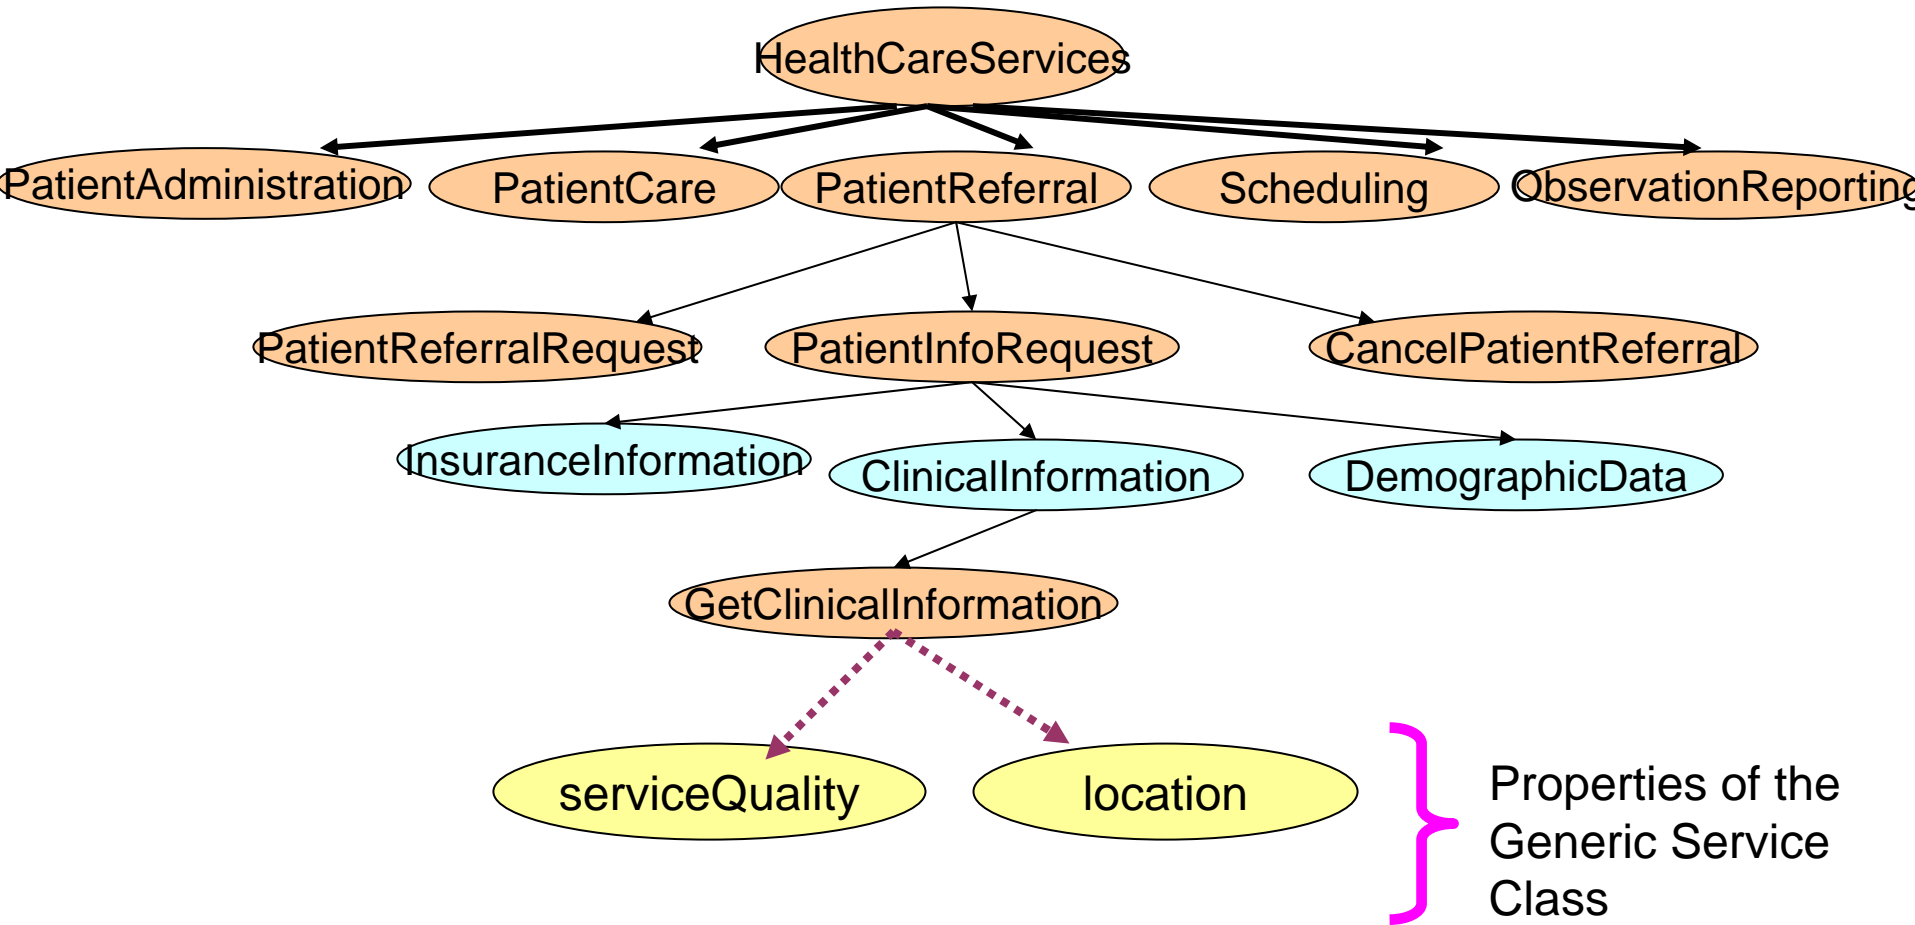 HealthCareServices
PatientAdministration
PatientCare
PatientReferral
Scheduling
ObservationReporting
PatientReferralRequest
PatientInfoRequest
CancelPatientReferral
InsuranceInformation
ClinicalInformation
DemographicData
GetClinicalInformation
serviceQuality
location
Properties of the
Generic Service
Class